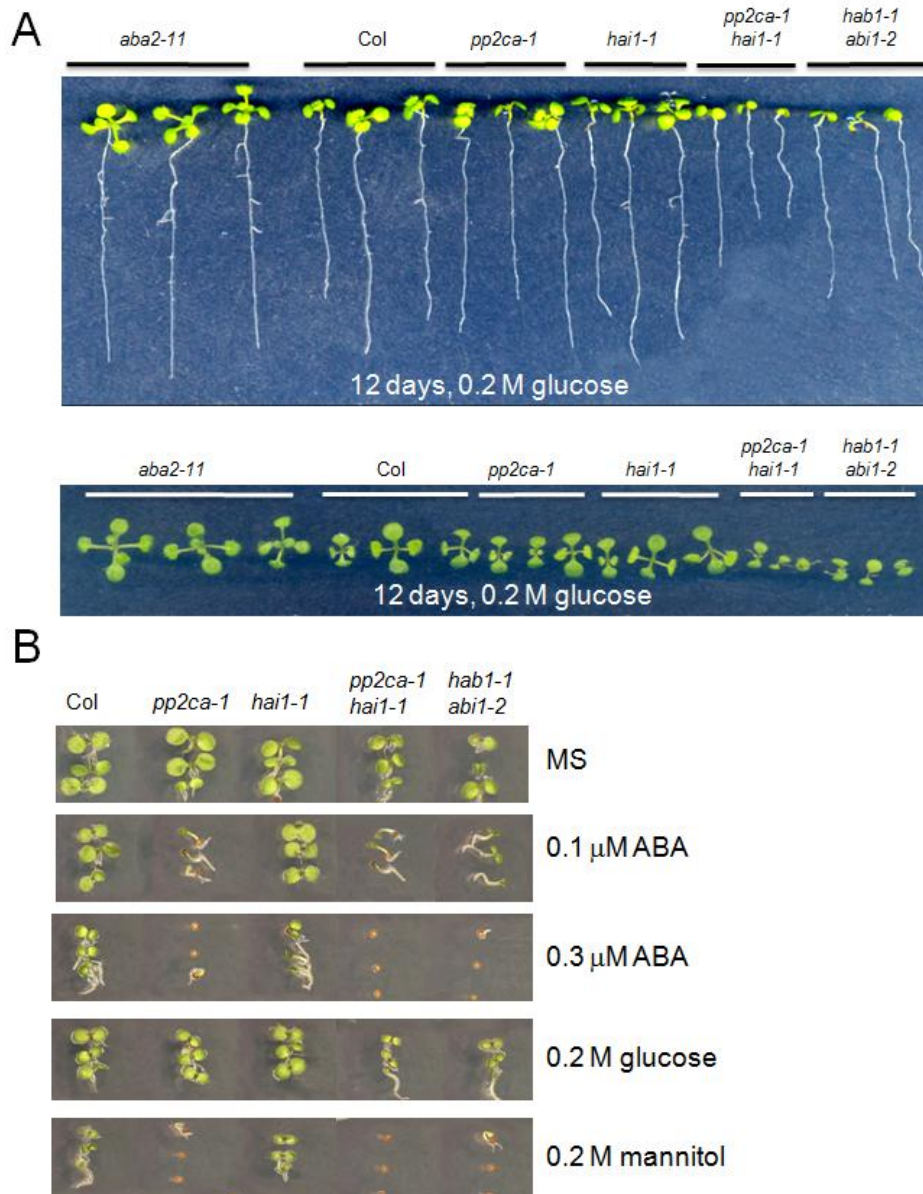 A
aba2-11 Col pp2ca-1 hai1-1 pp2ca-1 hai1-1 hab1-1 abi1-2
12 days, 0.2 M glucose
aba2-11 Col pp2ca-1 hai1-1 pp2ca-1 hai1-1 hab1-1 abi1-2
12 days, 0.2 M glucose
B
Col pp2ca-1 hai1-1 pp2ca-1 hai1-1 hab1-1 abi1-2
MS
0.1 μM ABA
0.3 μM ABA
0.2 M glucose
0.2 M mannitol